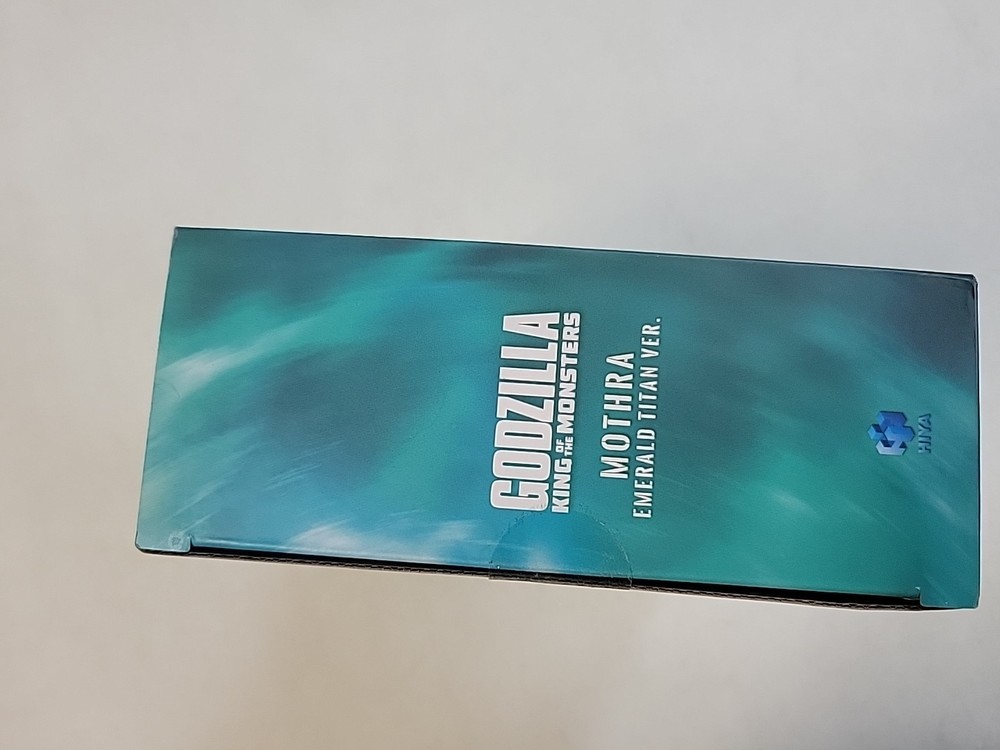 GODZILLA
KING OF THE MONSTERS
MOTHRA
EMERALD TITAN VER.
HIYA